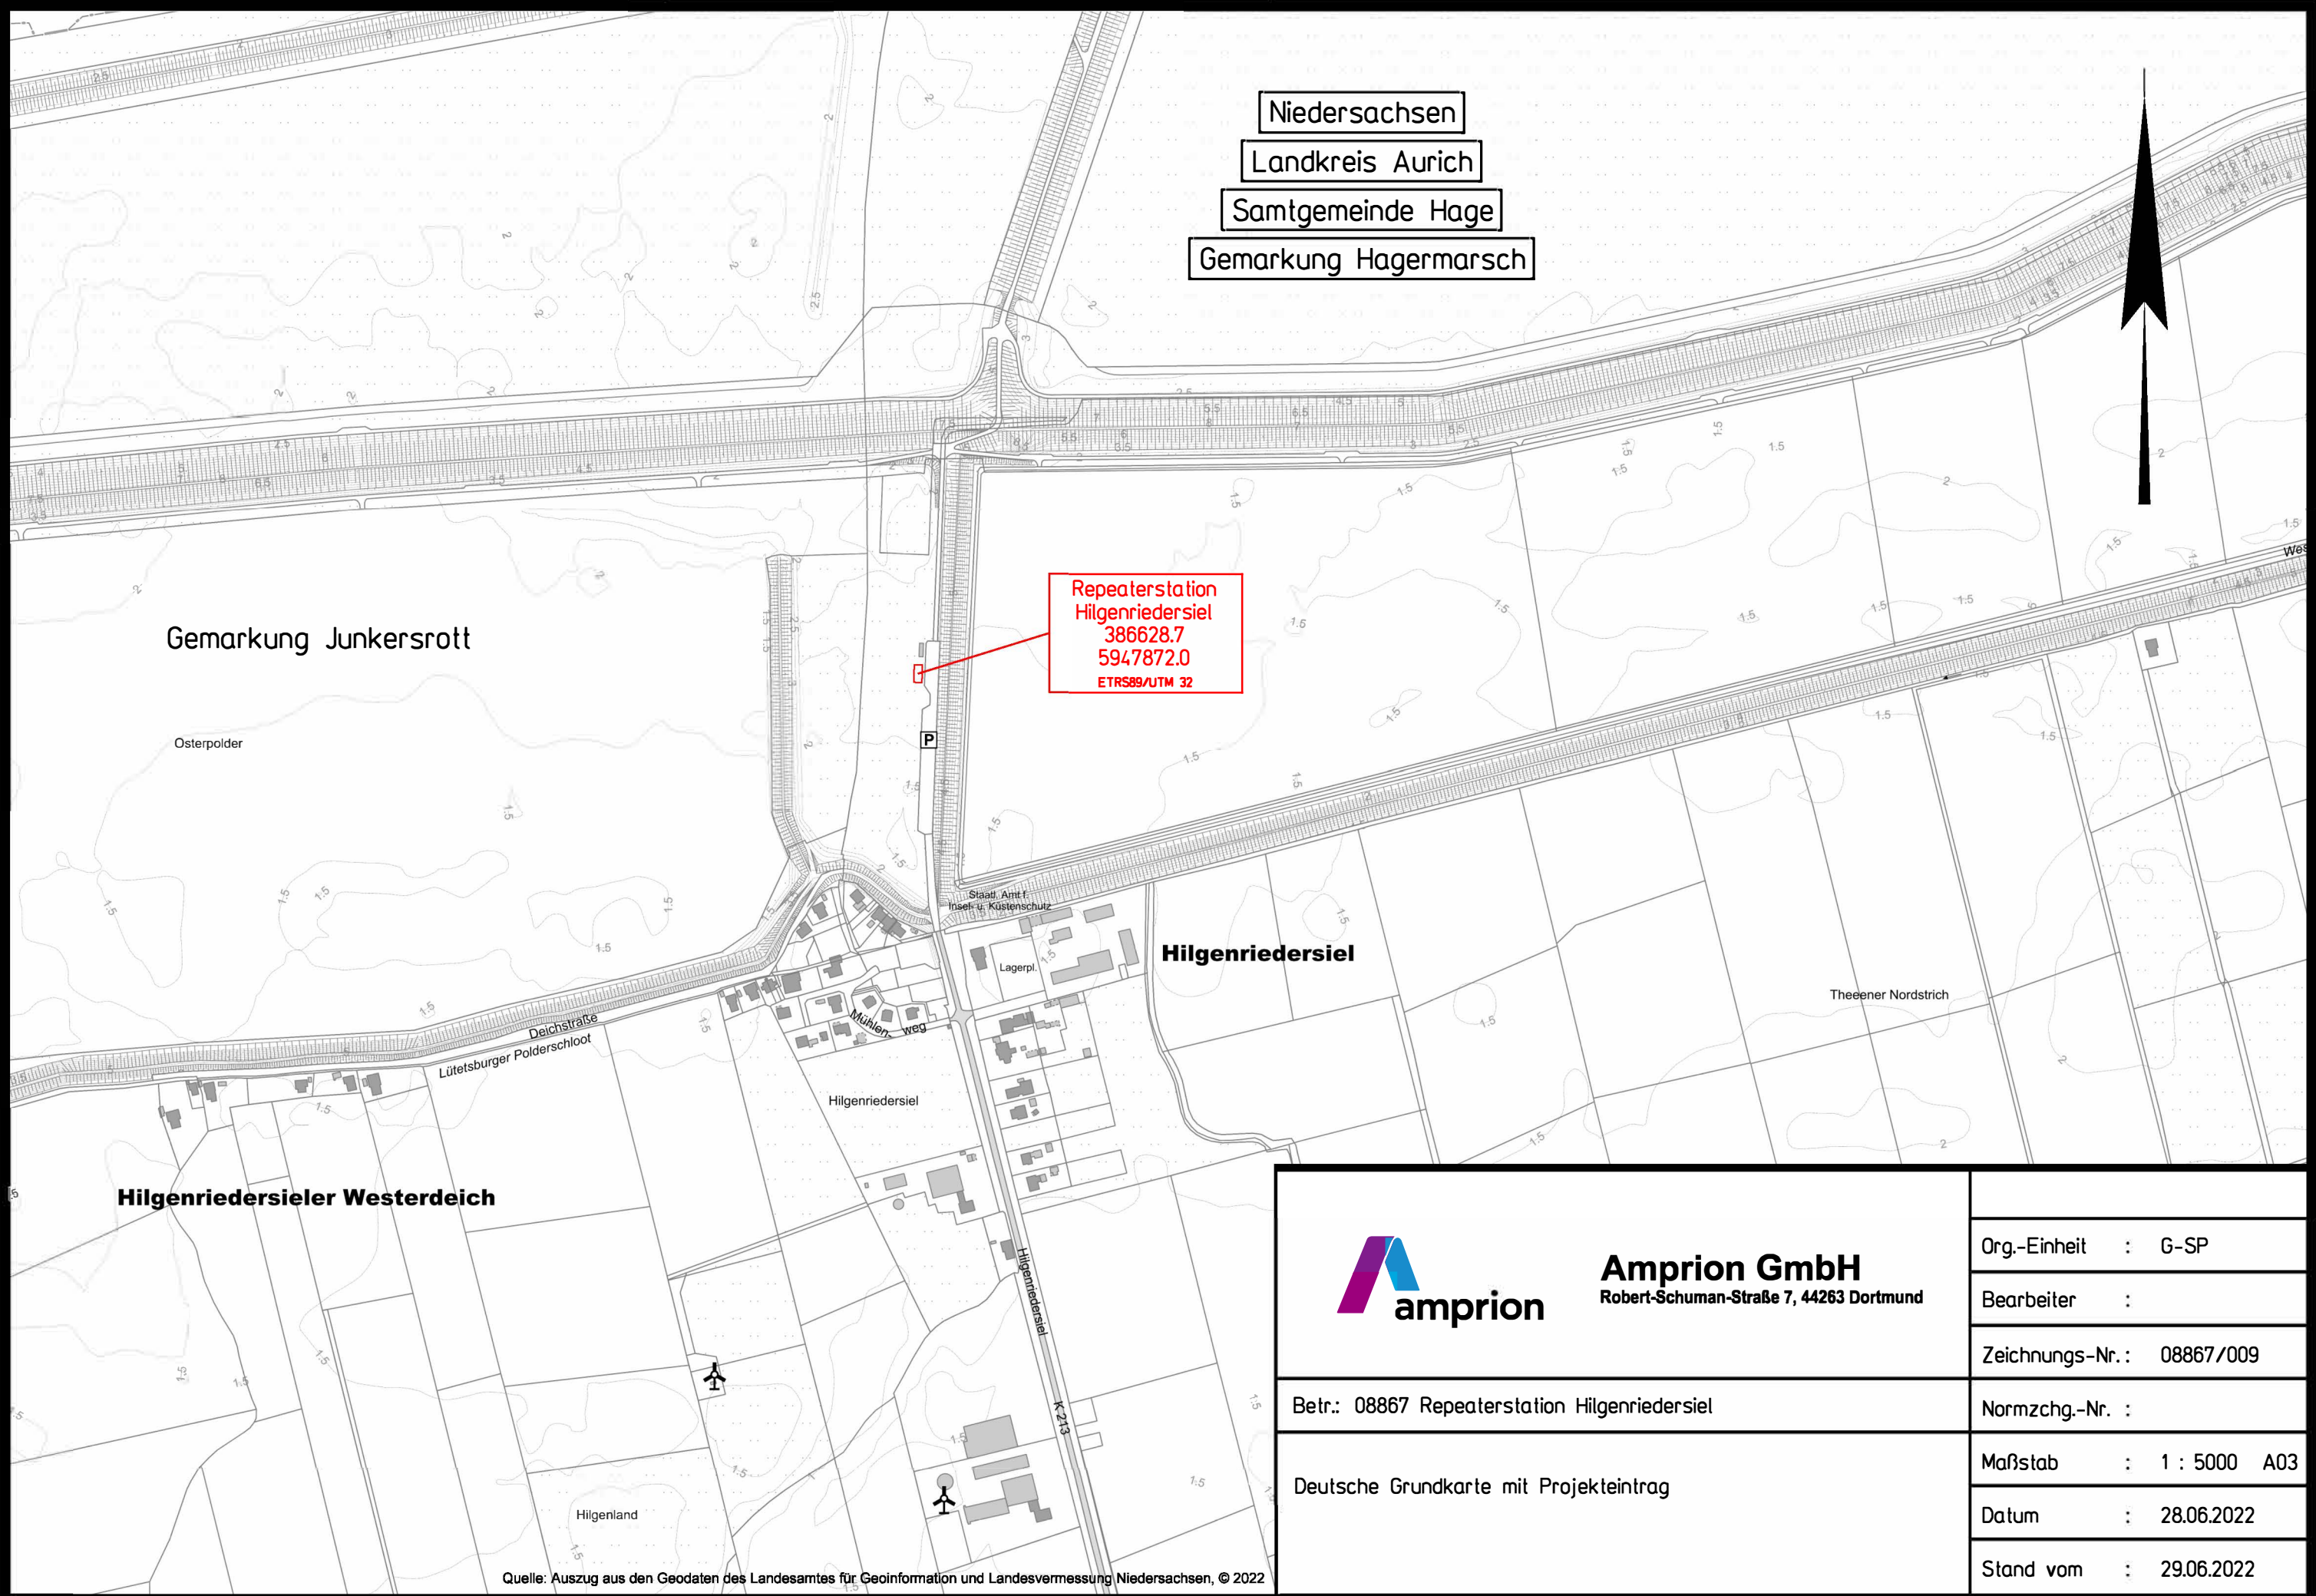 Niedersachsen
Landkreis Aurich
Samtgemeinde Hage
Gemarkung Hagermarsch
Repeaterstation
Hilgenriedersiel
386628.7
5947872.0
ETRS89/UTM 32
Gemarkung Junkersrott
Osterpolder
P
Staatl. Amt f.
Insel- u. Küstenschutz
Lagerpl.
Hilgenriedersiel
Theeener Nordstrich
Mühlen- weg
Deichstraße
Lütetsburger Polderschloot
Hilgenriedersiel
Hilgenriedersieler Westerdeich
Hilgenriedersiel
K 213
Hilgenland
Quelle: Auszug aus den Geodaten des Landesamtes für Geoinformation und Landesvermessung Niedersachsen, © 2022
amprion
Amprion GmbH
Robert-Schuman-Straße 7, 44263 Dortmund
Betr.: 08867 Repeaterstation Hilgenriedersiel
Deutsche Grundkarte mit Projekteintrag
Org.-Einheit : G-SP
Bearbeiter :
Zeichnungs-Nr. : 08867/009
Normzchg.-Nr. :
Maßstab : 1 : 5000 A03
Datum : 28.06.2022
Stand vom : 29.06.2022